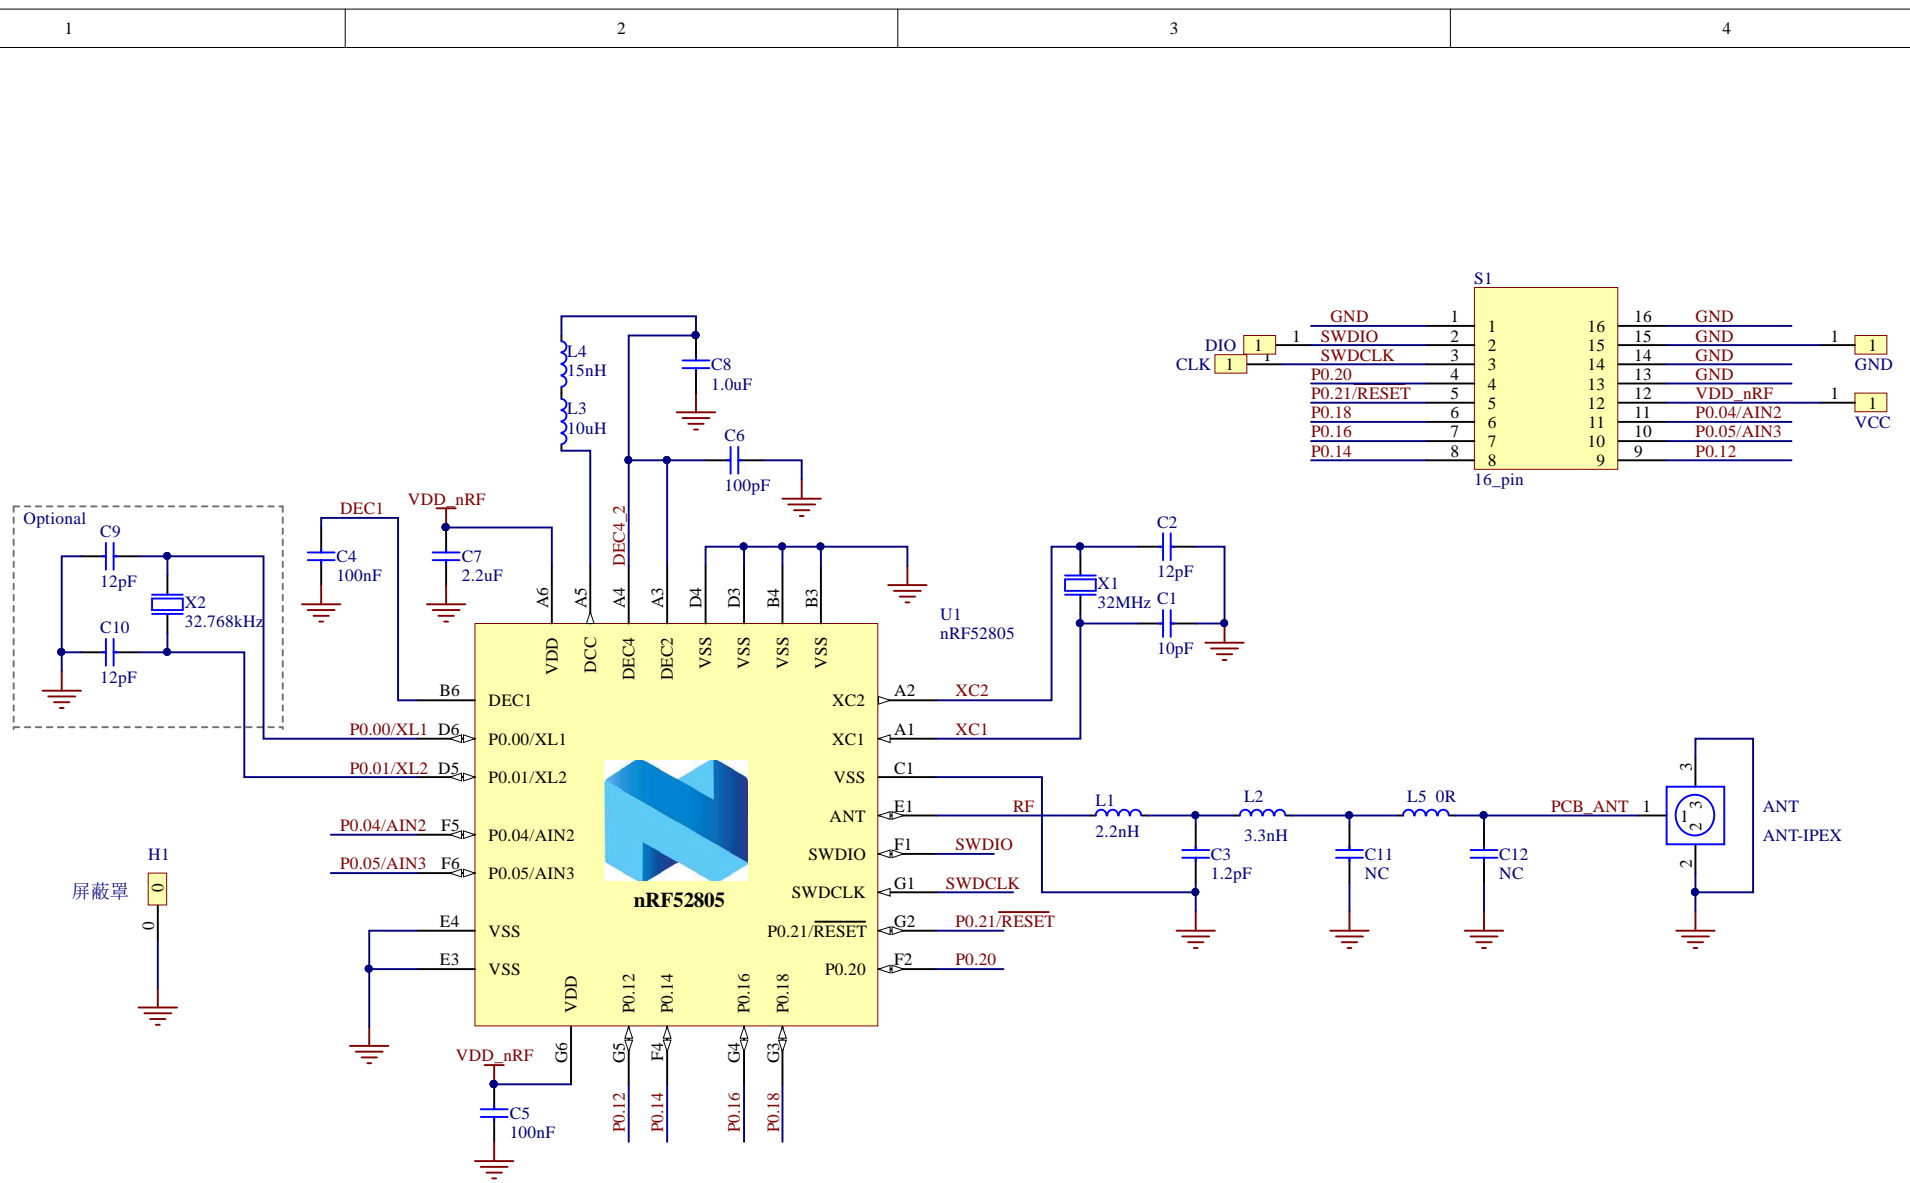 1 2 3 4
S1
GND 1 1 16 16 GND
DIO 1 1 SWDIO 2 2 15 15 GND 1 1
CLK 1 1 SWDCLK 3 3 14 14 GND GND
P0.20 4 4 13 13 GND
P0.21/RESET 5 5 12 12 VDD_nRF 1 1
P0.18 6 6 11 11 P0.04/AIN2 VCC
P0.16 7 7 10 10 P0.05/AIN3
P0.14 8 8 9 9 P0.12
16_pin
L4
15nH
L3
10uH
C8
1.0uF
C6
100pF
DEC4_2
Optional
C9
12pF
X2
32.768kHz
C10
12pF
DEC1
C4
100nF
VDD_nRF
C7
2.2uF
A6 A5 A4 A3 D4 D3 B4 B3
VDD DCC DEC4 DEC2 VSS VSS VSS VSS
U1
nRF52805
C2
12pF
X1
32MHz
C1
10pF
B6 DEC1
P0.00/XL1 D6 P0.00/XL1
P0.01/XL2 D5 P0.01/XL2
P0.04/AIN2 F5 P0.04/AIN2
P0.05/AIN3 F6 P0.05/AIN3
E4 VSS
E3 VSS
nRF52805
XC2 A2 XC2
XC1 A1 XC1
VSS C1
ANT E1 RF
SWDIO F1 SWDIO
SWDCLK G1 SWDCLK
P0.21/RESET G2 P0.21/RESET
P0.20 F2 P0.20
L1
2.2nH
C3
1.2pF
L2
3.3nH
C11
NC
L5 0R
C12
NC
PCB_ANT 1
3
1 2 3
2
ANT
ANT-IPEX
H1
屏蔽罩
0
0
VDD P0.12 P0.14 P0.16 P0.18
G6 G5 F4 G4 G3
VDD_nRF
C5
100nF
P0.12 P0.14 P0.16 P0.18